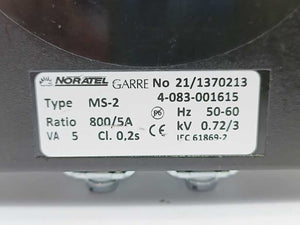 NORATEL GARRE No 21/1370213
Type MS-2 4-083-001615
Ratio 800/5A Hz 50-60
VA 5 Cl. 0,2s CE kV 0.72/3
IEC 61869-2